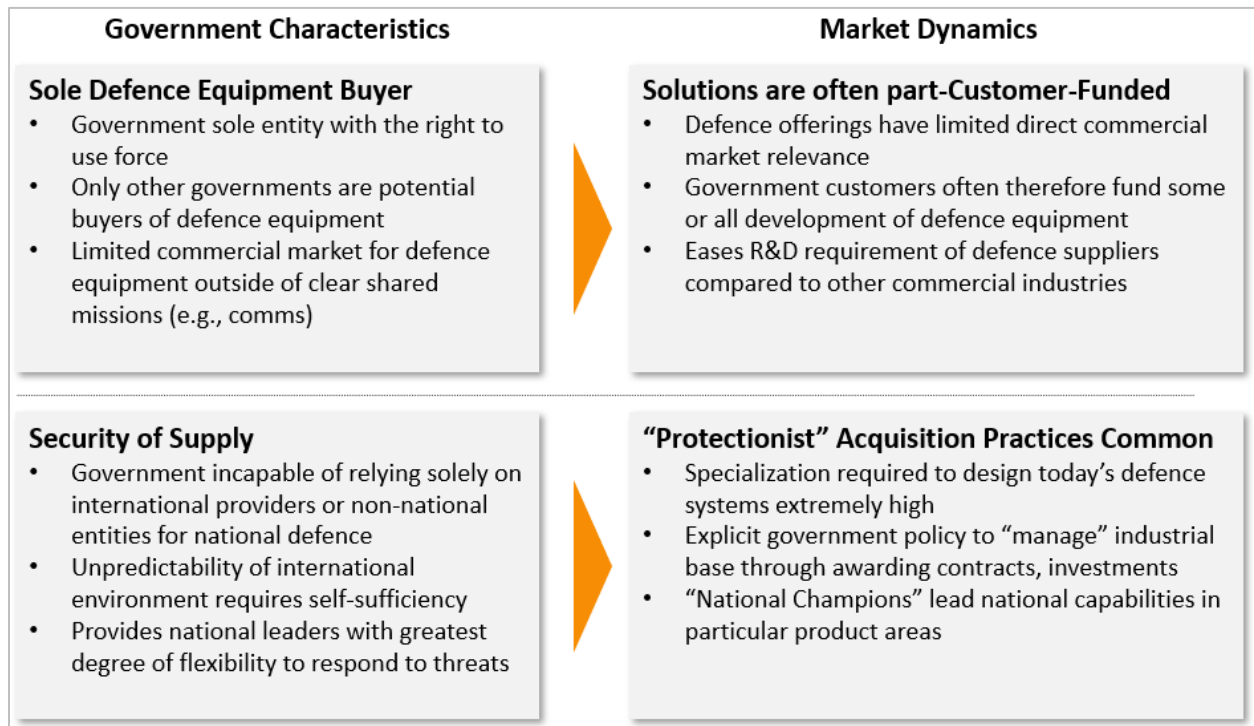 Government Characteristics
Market Dynamics
Sole Defence Equipment Buyer
• Government sole entity with the right to
use force
• Only other governments are potential
buyers of defence equipment
• Limited commercial market for defence
equipment outside of clear shared
missions (e.g., comms)
Solutions are often part-Customer-Funded
• Defence offerings have limited direct commercial
market relevance
• Government customers often therefore fund some
or all development of defence equipment
• Eases R&D requirement of defence suppliers
compared to other commercial industries
Security of Supply
• Government incapable of relying solely on
international providers or non-national
entities for national defence
• Unpredictability of international
environment requires self-sufficiency
• Provides national leaders with greatest
degree of flexibility to respond to threats
“Protectionist” Acquisition Practices Common
• Specialization required to design today’s defence
systems extremely high
• Explicit government policy to “manage” industrial
base through awarding contracts, investments
• “National Champions” lead national capabilities in
particular product areas